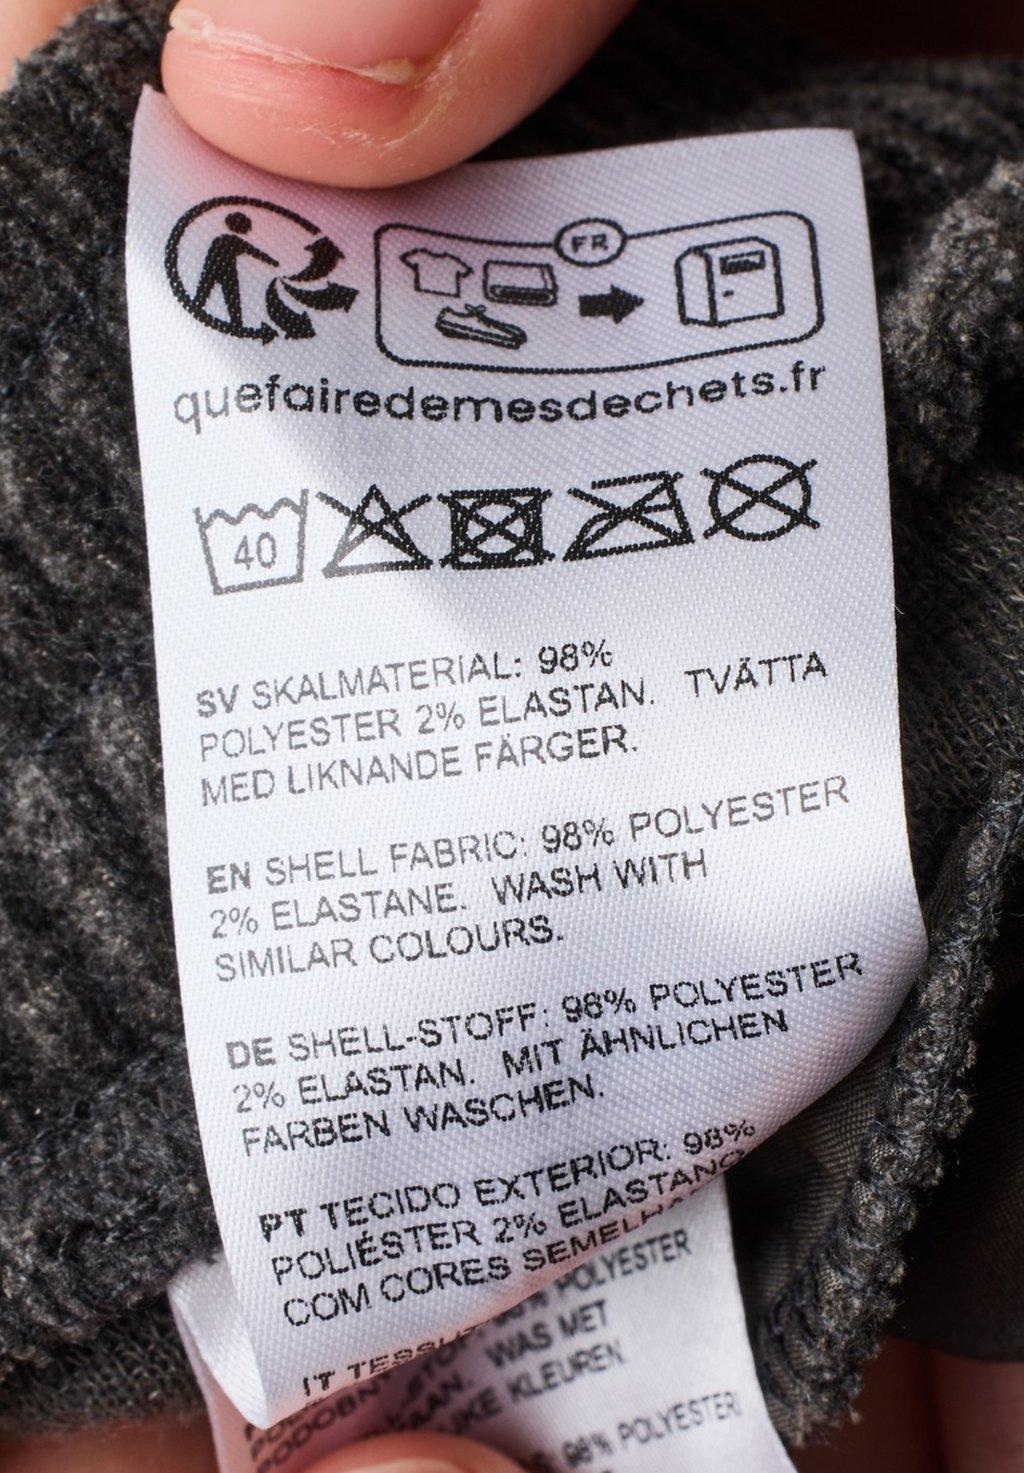 FR
quefairedemesdechets.fr
40
SV SKALMATERIAL: 98%
POLYESTER 2% ELASTAN. TVÄTTA
MED LIKNANDE FÄRGER.
EN SHELL FABRIC: 98% POLYESTER
2% ELASTANE. WASH WITH
SIMILAR COLOURS.
DE SHELL-STOFF: 98% POLYESTER
2% ELASTAN. MIT ÄHNLICHEN
FARBEN WASCHEN.
PT TECIDO EXTERIOR: 98%
POLIÉSTER 2% ELASTANO
COM CORES
IT
POLYESTER
WAS MET
KLEUREN
98% POLYESTER